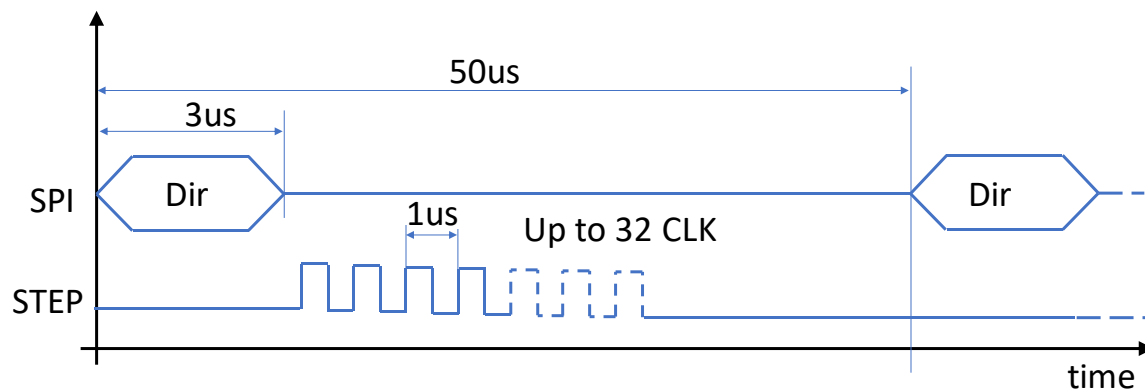 50us
3us
SPI
Dir
Dir
1us
Up to 32 CLK
STEP
time